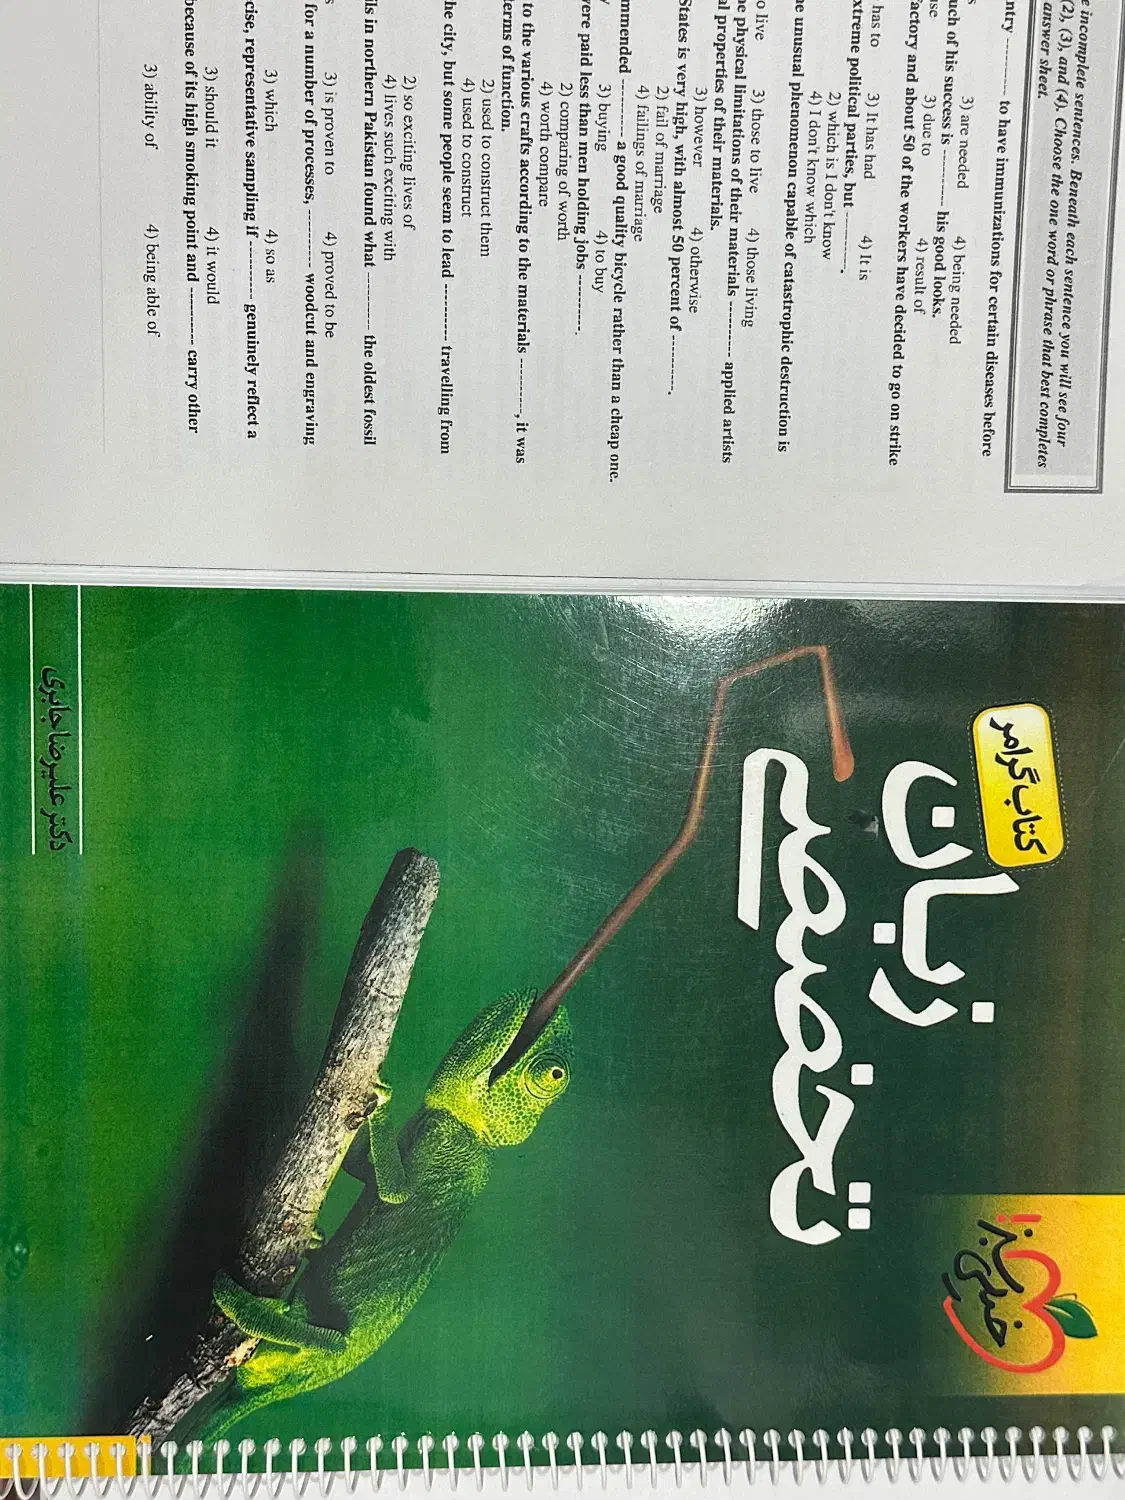 e incomplete sentences. Beneath each sentence you will see four
(2), (3), and (4). Choose the one word or phrase that best completes
answer sheet.
ntry ---------- to have immunizations for certain diseases before
3) are needed 4) being needed
uch of his success is ---------- his good looks.
3) due to 4) result of
actory and about 50 of the workers have decided to go on strike
3) It has had 4) It is
has to
xtreme political parties, but ----------.
2) which is I don't know
4) I don't know which
e unusual phenomenon capable of catastrophic destruction is
o live 3) those to live 4) those living
e physical limitations of their materials ---------- applied artists
al properties of their materials.
3) however 4) otherwise
States is very high, with almost 50 percent of ----------.
2) fail of marriage
4) failings of marriage
mmended ---------- a good quality bicycle rather than a cheap one.
3) buying 4) to buy
vere paid less than men holding jobs ----------.
2) comparing of worth
4) worth compare
to the various crafts according to the materials ----------, it was
terms of function.
2) used to construct them
4) used to construct
he city, but some people seem to lead ---------- travelling from
2) so exciting lives of
4) lives such exciting with
ils in northern Pakistan found what ---------- the oldest fossil
3) is proven to 4) proved to be
for a number of processes, ---------- woodcut and engraving
3) which 4) so as
cise, representative sampling if ---------- genuinely reflect a
3) should it 4) it would
because of its high smoking point and ---------- carry other
3) ability of 4) being able of
کتاب گرامر
زبان
تخصصی
خیلی سبز!
دکتر علیرضا جابری